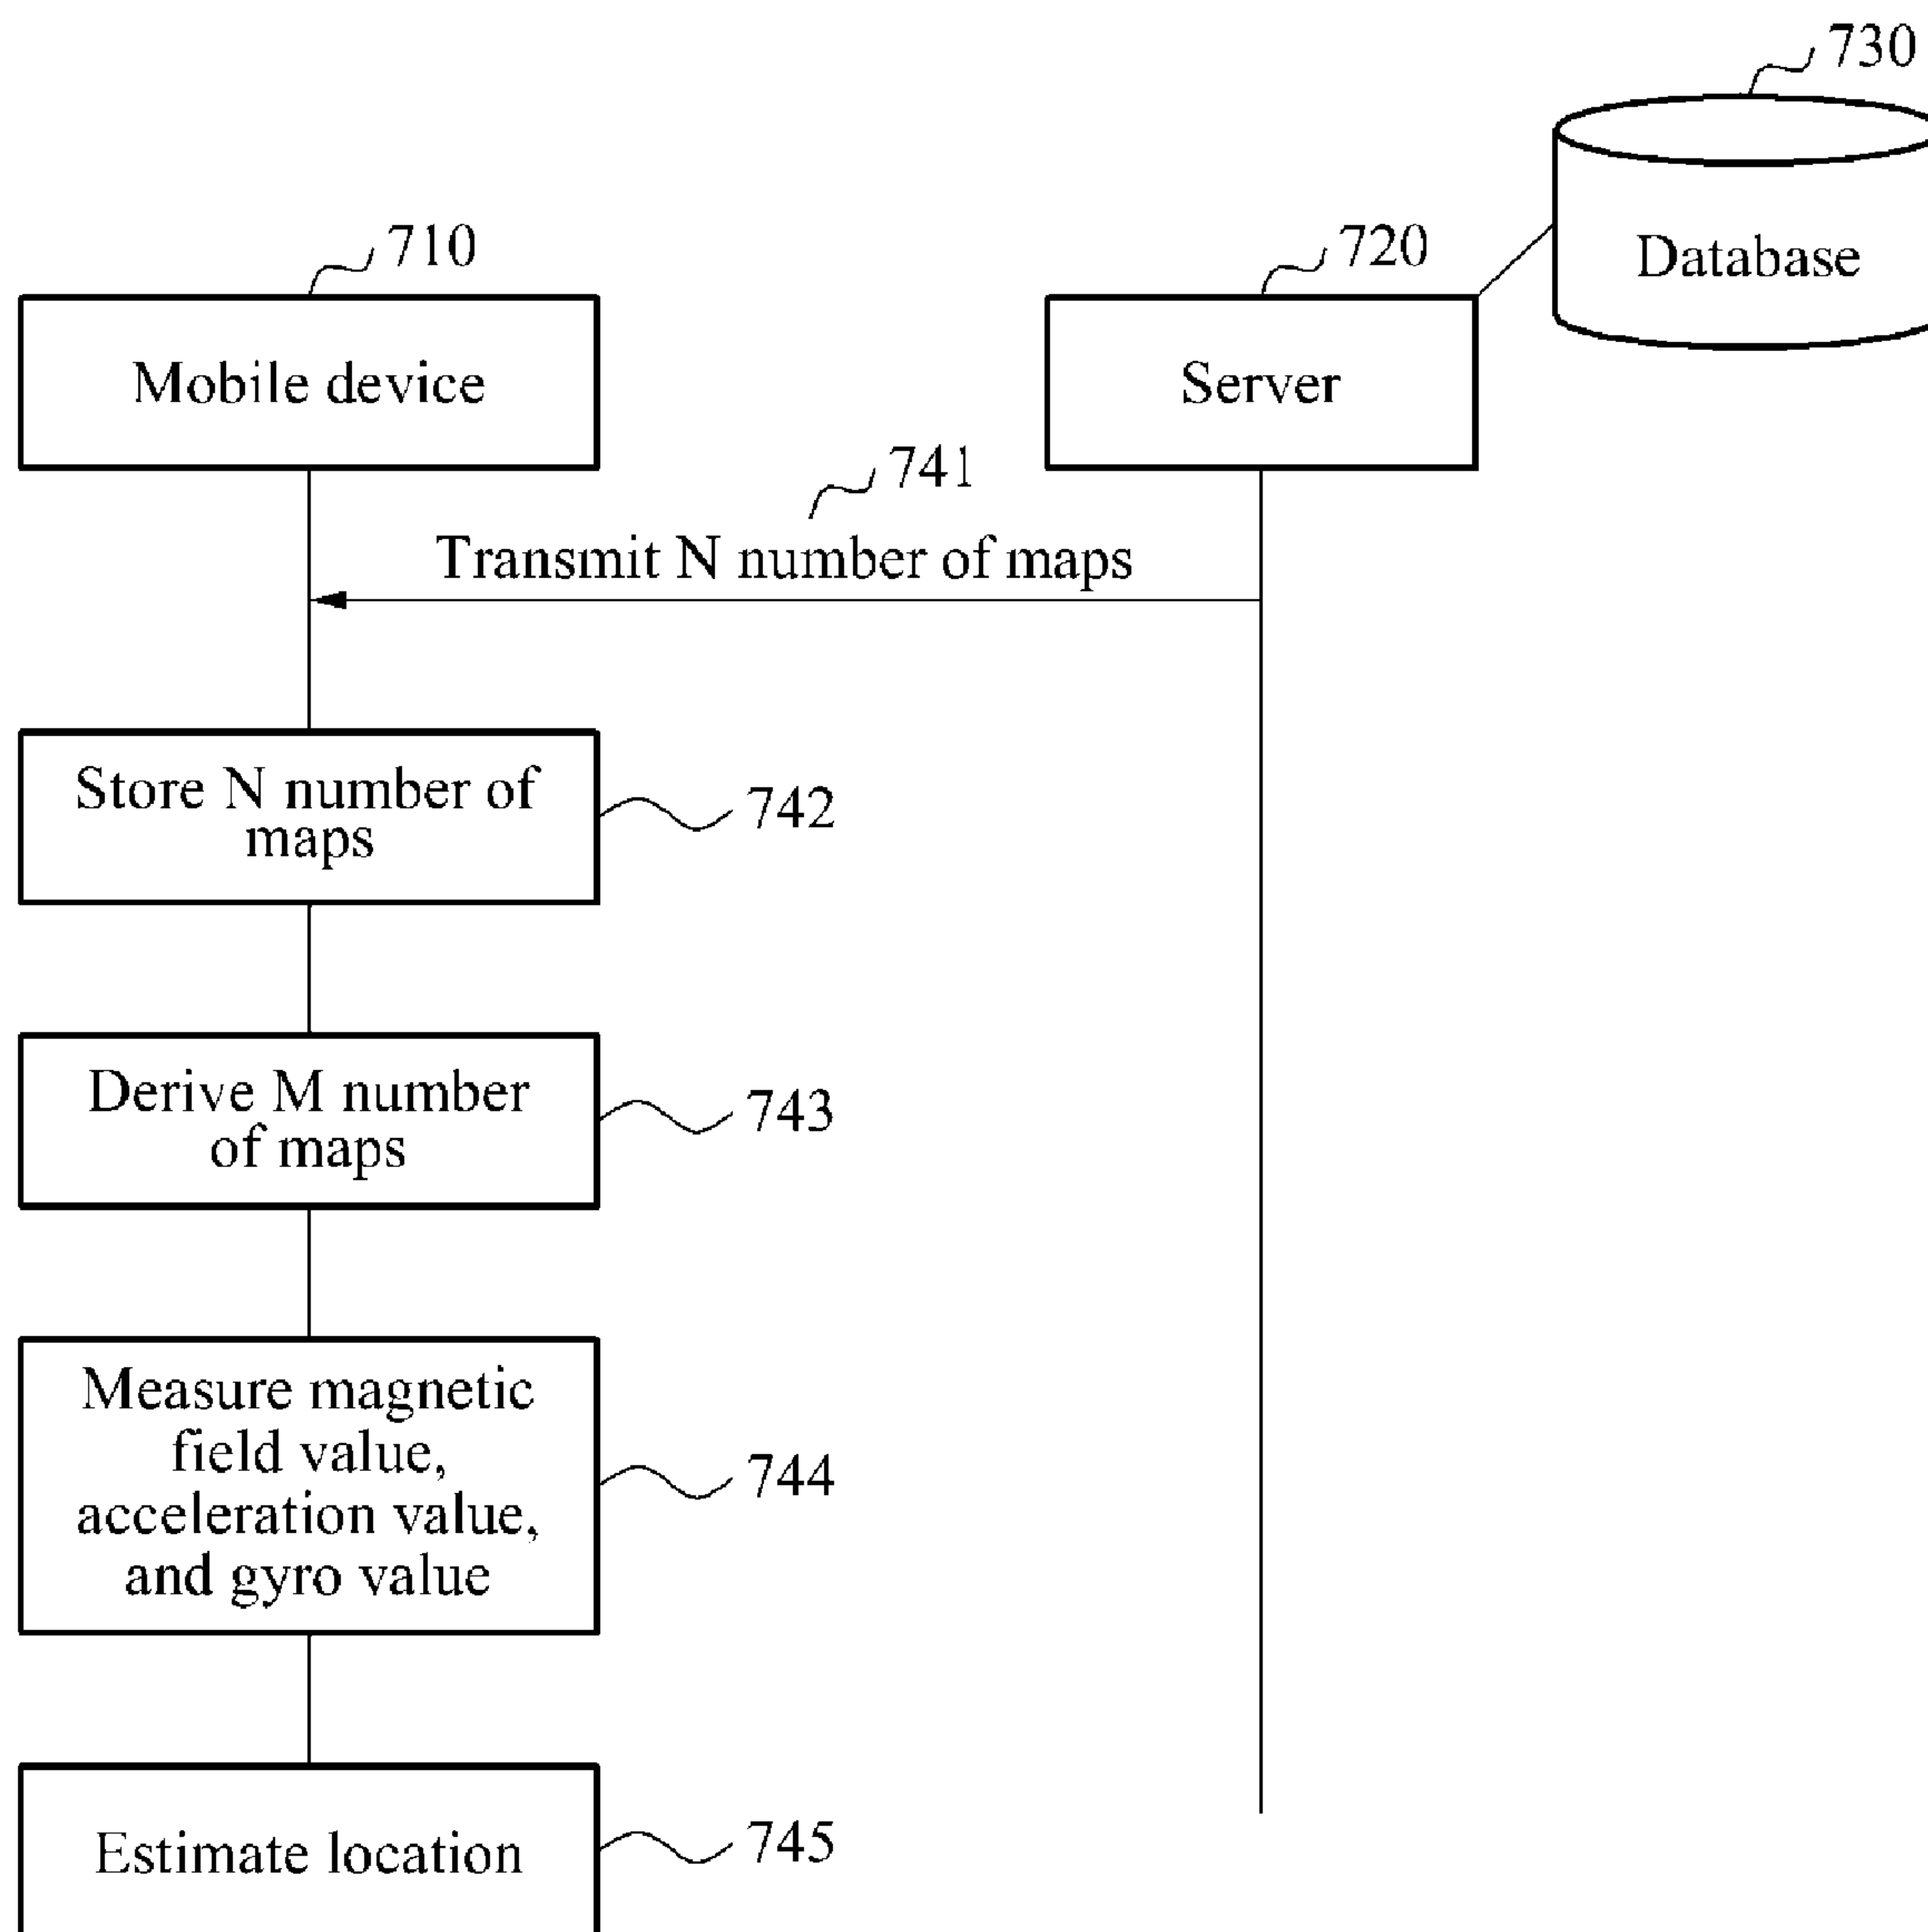 730
Database
710
720
Mobile device
Server
741
Transmit N number of maps
Store N number of
maps
742
Derive M number
of maps
743
Measure magnetic
field value,
acceleration value,
and gyro value
744
Estimate location
745